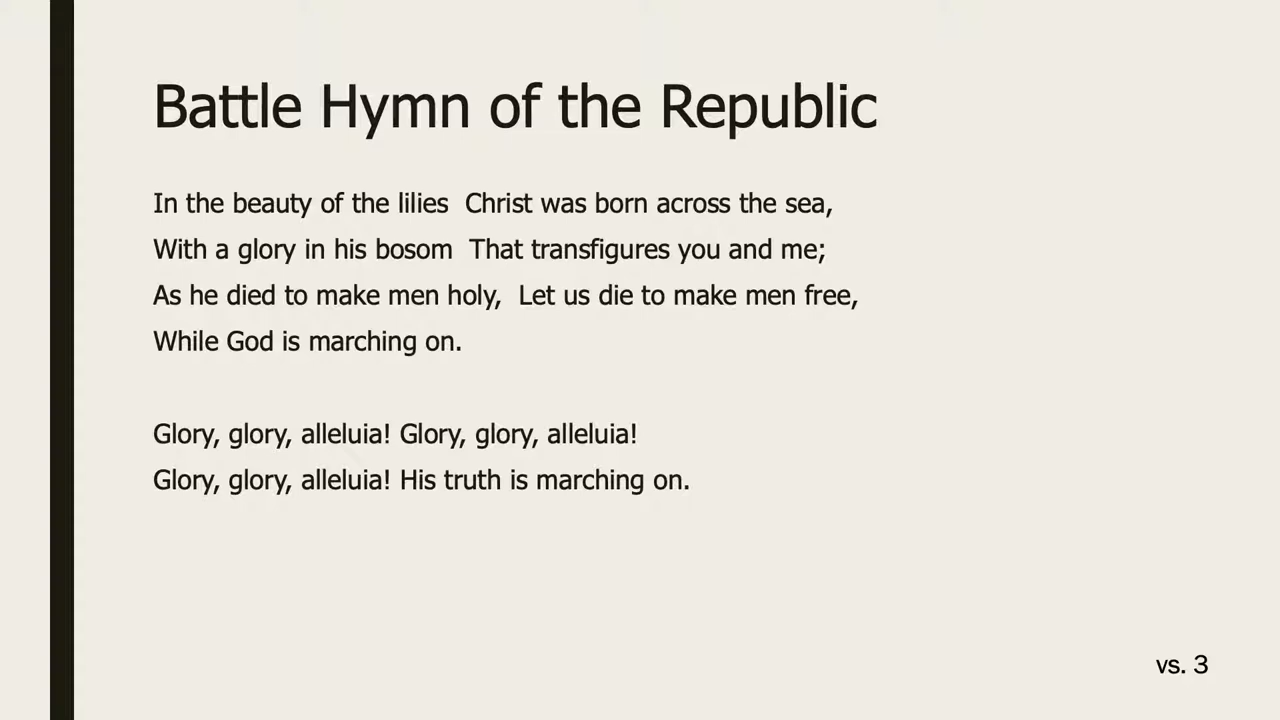 Battle Hymn of the Republic
In the beauty of the lilies  Christ was born across the sea,
With a glory in his bosom  That transfigures you and me;
As he died to make men holy,  Let us die to make men free,
While God is marching on.
Glory, glory, alleluia! Glory, glory, alleluia!
Glory, glory, alleluia! His truth is marching on.
vs. 3